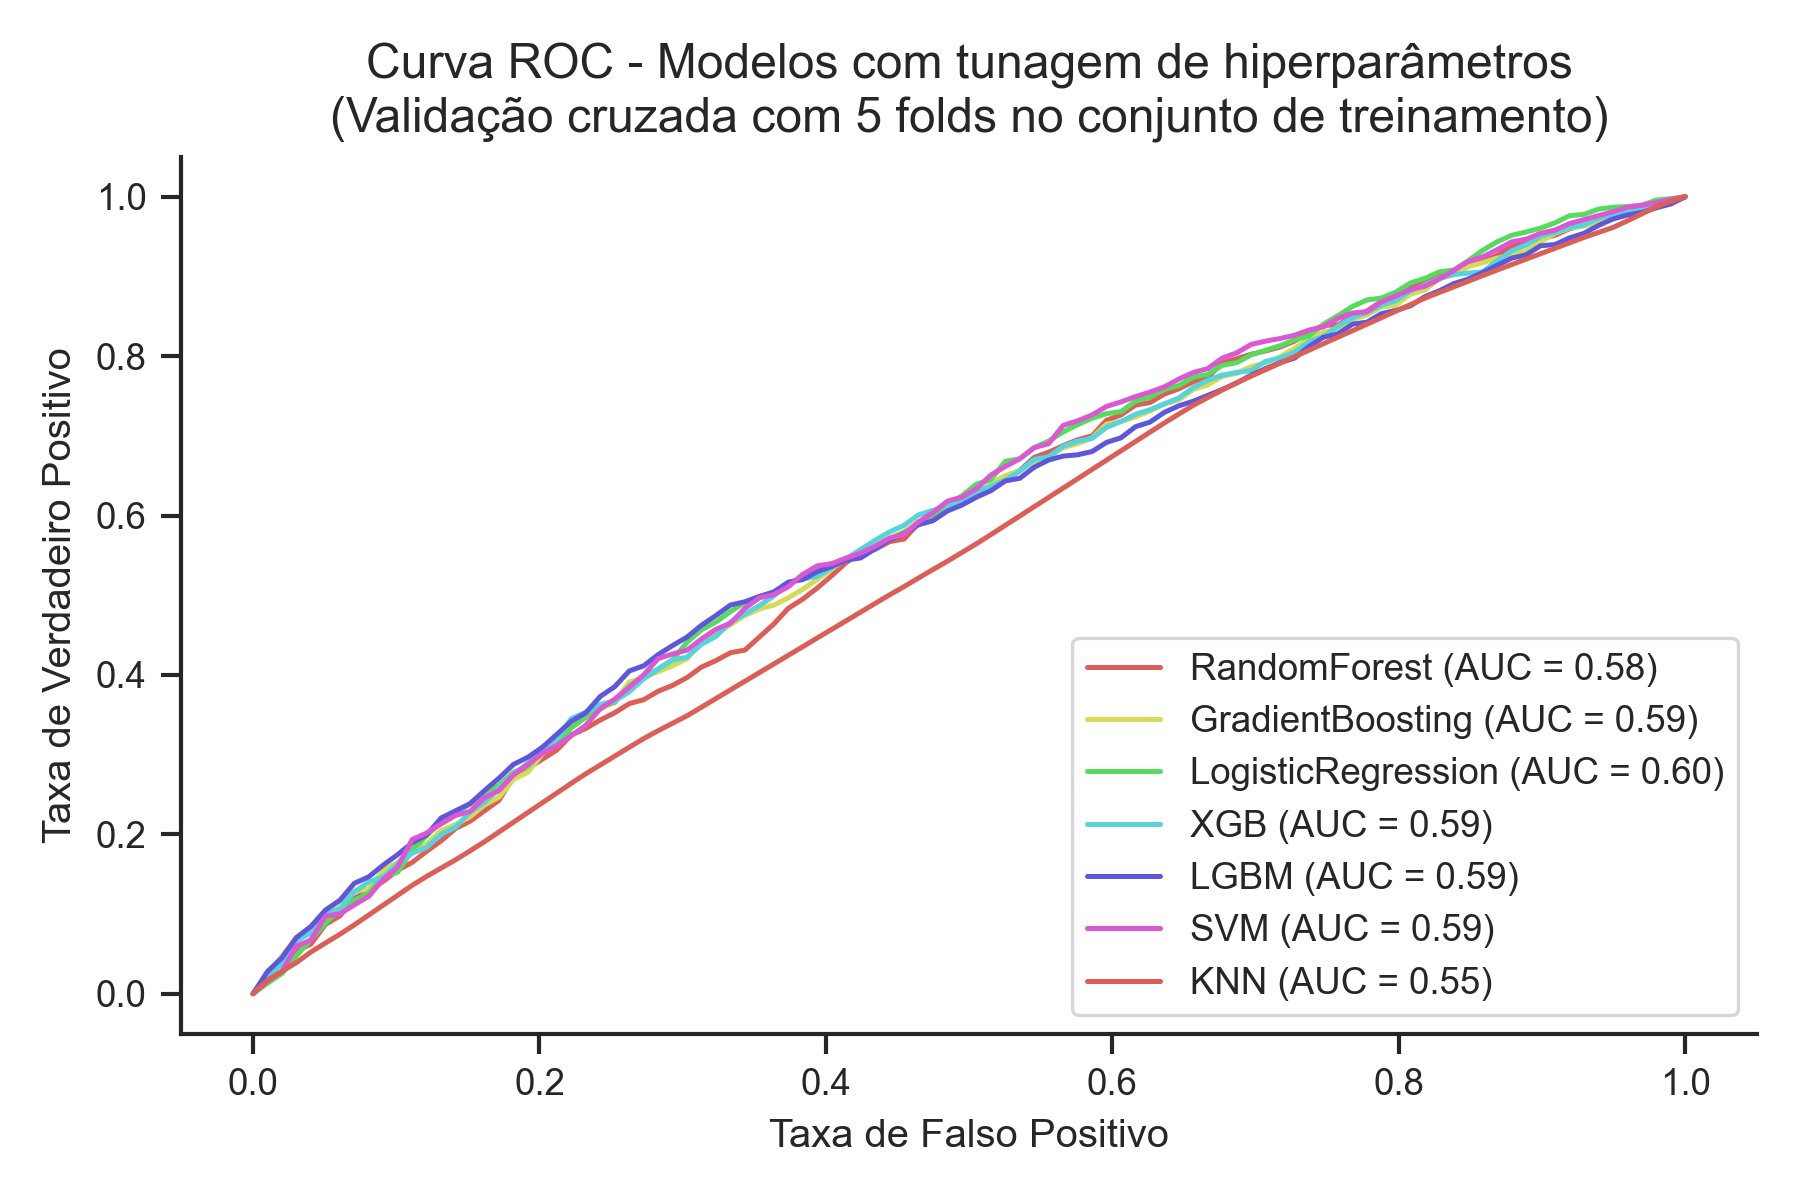 Curva ROC - Modelos com tunagem de hiperparâmetros
(Validação cruzada com 5 folds no conjunto de treinamento)
Taxa de Verdadeiro Positivo
1.0
0.8
0.6
0.4
0.2
0.0
RandomForest (AUC = 0.58)
GradientBoosting (AUC = 0.59)
LogisticRegression (AUC = 0.60)
XGB (AUC = 0.59)
LGBM (AUC = 0.59)
SVM (AUC = 0.59)
KNN (AUC = 0.55)
0.0 0.2 0.4 0.6 0.8 1.0
Taxa de Falso Positivo